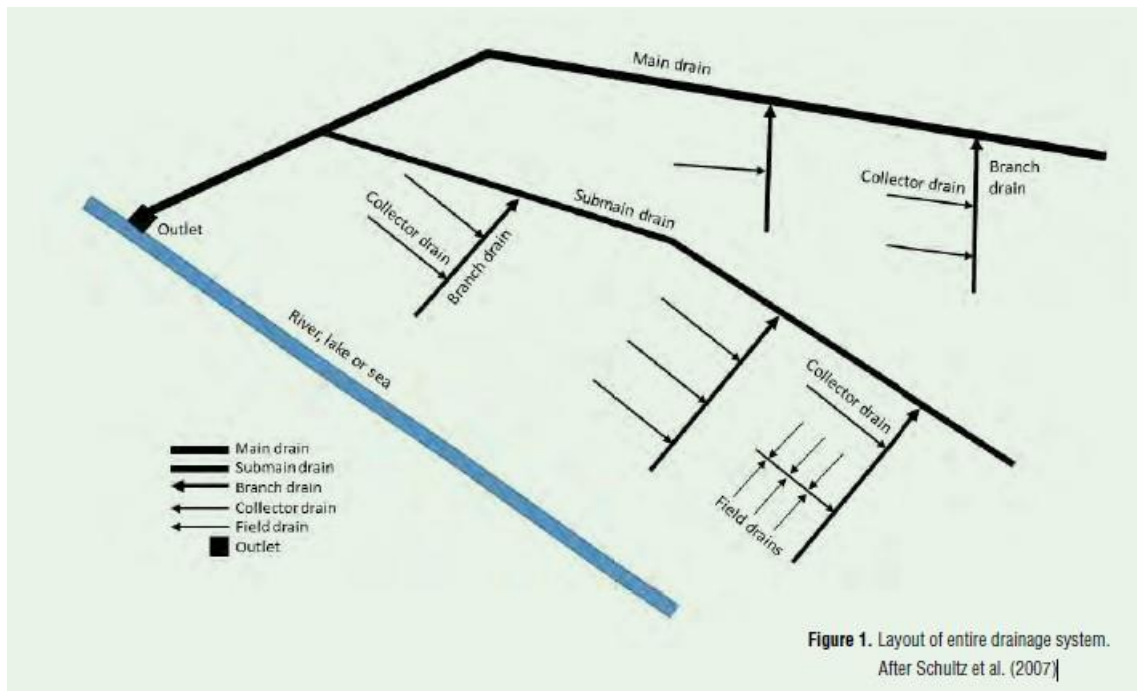 Main drain
Collector drain
Branch
drain
Submain drain
Collector drain
Branch drain
Outlet
River, lake or sea
Collector drain
Field drains
Main drain
Submain drain
Branch drain
Collector drain
Field drain
Outlet
Figure 1. Layout of entire drainage system.
After Schultz et al. (2007)